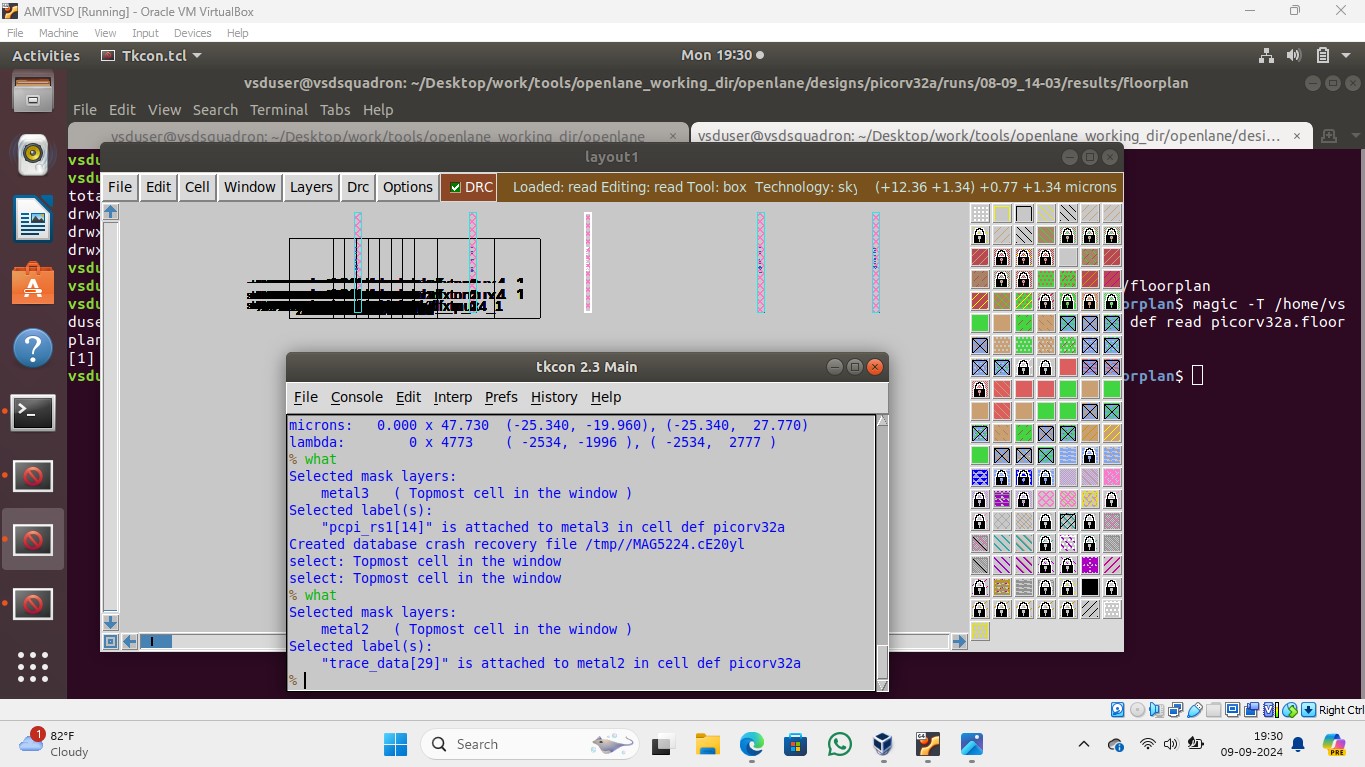 AMITVSD [Running] - Oracle VM VirtualBox
File Machine View Input Devices Help
Activities Tkcon.tcl Mon 19:30
vsduser@vsdsquadron: ~/Desktop/work/tools/openlane_working_dir/openlane/designs/picorv32a/runs/08-09_14-03/results/floorplan
File Edit View Search Terminal Tabs Help
vsduser@vsdsquadron: ~/Desktop/work/tools/openlane_working_dir/openlane × vsduser@vsdsquadron: ~/Desktop/work/tools/openlane_working_dir/openlane/desi... ×
layout1
File Edit Cell Window Layers Drc Options DRC Loaded: read Editing: read Tool: box Technology: sky (+12.36 +1.34) +0.77 +1.34 microns
vsdu
vsdu
tota
drwx
drwx
drwx
vsdu
vsdu
vsdu
duse
plan
[1]
vsdu
/floorplan
orplan$ magic -T /home/vs
def read picorv32a.floor
orplan$
tkcon 2.3 Main
File Console Edit Interp Prefs History Help
microns: 0.000 x 47.730 (-25.340, -19.960), (-25.340, 27.770)
lambda: 0 x 4773 ( -2534, -1996 ), ( -2534, 2777 )
% what
Selected mask layers:
metal3 ( Topmost cell in the window )
Selected label(s):
"pcpi_rs1[14]" is attached to metal3 in cell def picorv32a
Created database crash recovery file /tmp//MAG5224.cE20yl
select: Topmost cell in the window
select: Topmost cell in the window
% what
Selected mask layers:
metal2 ( Topmost cell in the window )
Selected label(s):
"trace_data[29]" is attached to metal2 in cell def picorv32a
%
Right Ctrl
1
82°F
Cloudy
Search
19:30
09-09-2024
PRE